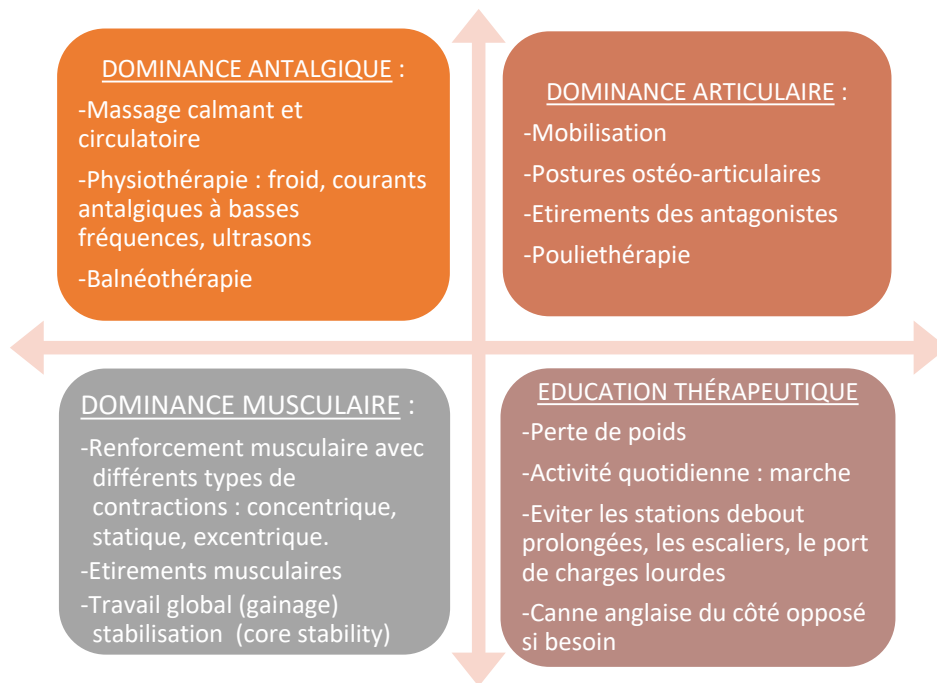 DOMINANCE ANTALGIQUE :
-Massage calmant et
circulatoire
-Physiothérapie : froid, courants
antalgiques à basses
fréquences, ultrasons
-Balnéothérapie
DOMINANCE ARTICULAIRE :
-Mobilisation
-Postures ostéo-articulaires
-Etirements des antagonistes
-Pouliethérapie
DOMINANCE MUSCULAIRE :
-Renforcement musculaire avec
différents types de
contractions : concentrique,
statique, excentrique.
-Etirements musculaires
-Travail global (gainage)
stabilisation (core stability)
EDUCATION THÉRAPEUTIQUE
-Perte de poids
-Activité quotidienne : marche
-Eviter les stations debout
prolongées, les escaliers, le port
de charges lourdes
-Canne anglaise du côté opposé
si besoin